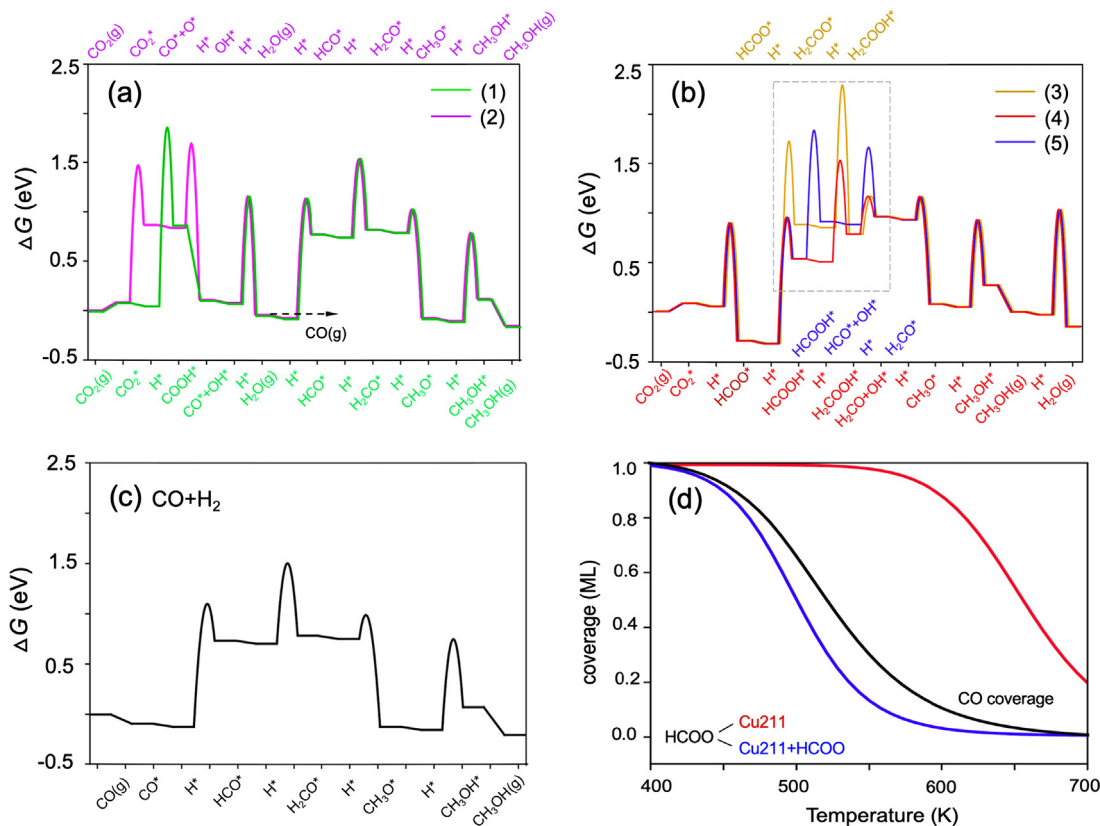 CO₂(g) CO₂* CO*+O* H* OH* H* H₂O(g) H* HCO* H* H₂CO* H* CH₃O* H* CH₃OH* CH₃OH(g)
2.5
(a)
(1)
(2)
1.5
0.5
-0.5
ΔG (eV)
CO(g)
CO₂(g) CO₂* H* COOH* CO*+OH* H* H₂O(g) H* HCO* H* H₂CO* H* CH₃O* H* CH₃OH* CH₃OH(g)
HCOO* H* H₂COO* H* H₂COOH*
2.5
(b)
(3)
(4)
(5)
1.5
0.5
-0.5
ΔG (eV)
HCOOH* HCO*+OH* H* H₂CO*
CO₂(g) CO₂* H* HCOO* H* HCOOH* H* H₂COOH* H₂CO+OH* H* CH₃O* H* CH₃OH* CH₃OH(g) H* H₂O(g)
2.5
(c) CO+H₂
1.5
0.5
-0.5
ΔG (eV)
CO(g) CO* H* HCO* H* H₂CO* H* CH₃O* H* CH₃OH* CH₃OH(g)
1.0
(d)
0.8
0.6
0.4
0.2
0.0
coverage (ML)
CO coverage
Cu211
HCOO
Cu211+HCOO
400 500 600 700
Temperature (K)